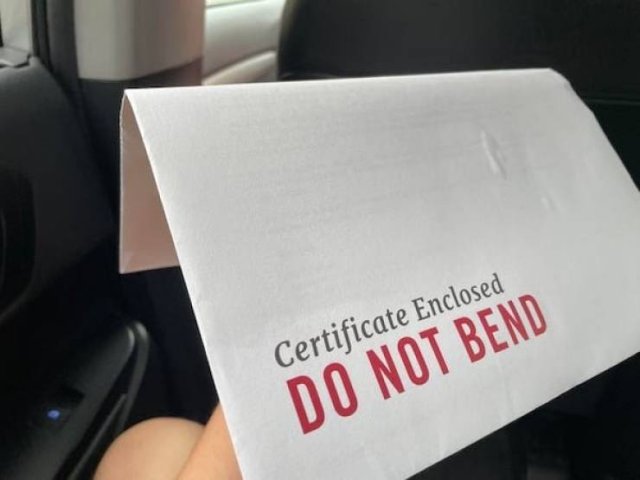 Certificate Enclosed
DO NOT BEND